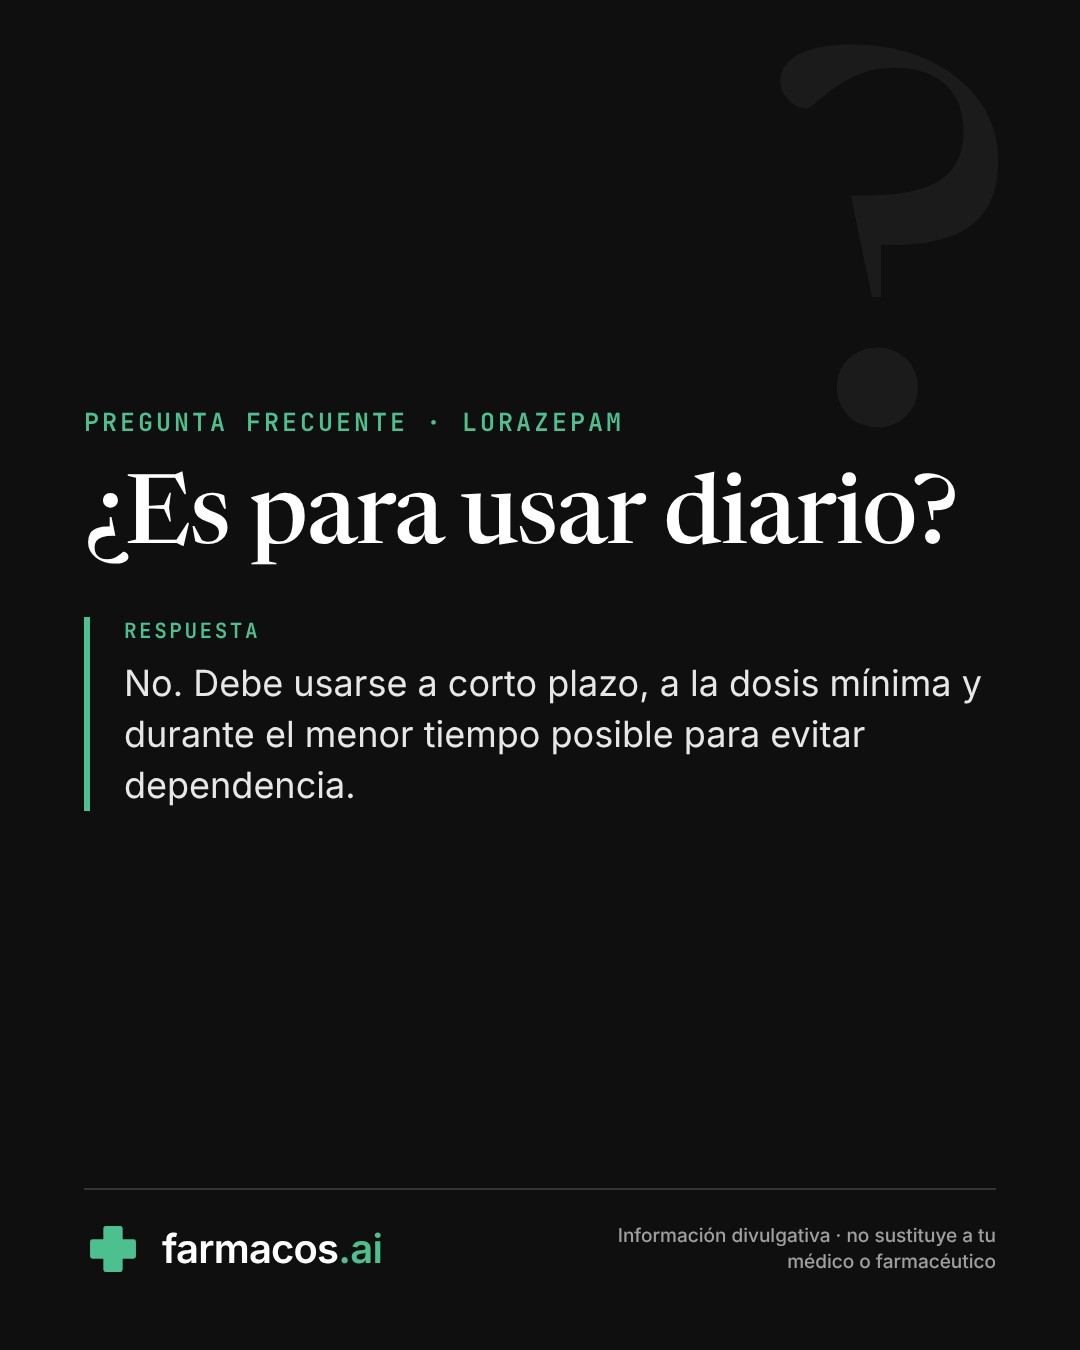 ?
PREGUNTA FRECUENTE · LORAZEPAM
¿Es para usar diario?
RESPUESTA
No. Debe usarse a corto plazo, a la dosis mínima y
durante el menor tiempo posible para evitar
dependencia.
farmacos.ai
Información divulgativa · no sustituye a tu
médico o farmacéutico